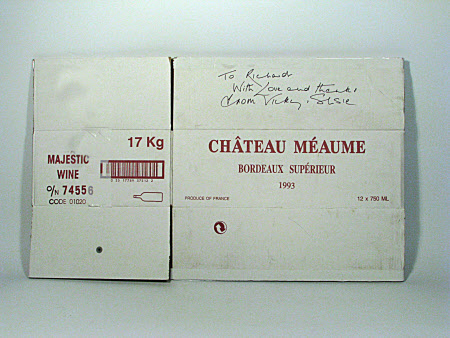 To Richard
With Love and thanks
from Vicky
17 Kg
MAJESTIC
WINE
O/N 74556
CODE 01020
CHÂTEAU MÉAUME
BORDEAUX SUPÉRIEUR
1993
PRODUCE OF FRANCE
12 x 750 ML